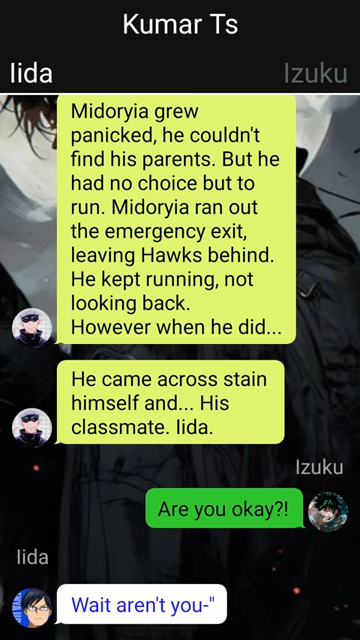 Kumar Ts
Iida Izuku
Midoryia grew
panicked, he couldn't
find his parents. But he
had no choice but to
run. Midoryia ran out
the emergency exit,
leaving Hawks behind.
He kept running, not
looking back.
However when he did...
He came across stain
himself and... His
classmate. Iida.
Izuku
Are you okay?!
Iida
Wait aren't you-"